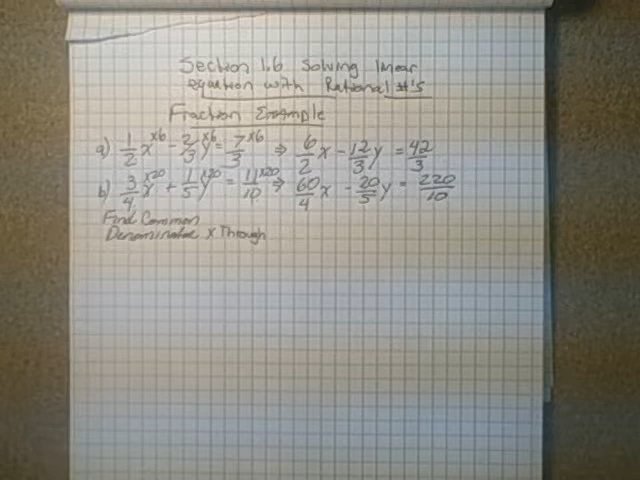 Section 1.6 Solving linear
equation with Rational #'s
Fraction Example
a) 1/2 x^x6 - 2/3 y^x6 = 7/3^x6 ⇒ 6/2 x - 12/3 y = 42/3
b) 3/4 x^x20 + 1/5 y^x20 = 11/10^x20 ⇒ 60/4 x - 20/5 y = 220/10
Find Common
Denominator x Through